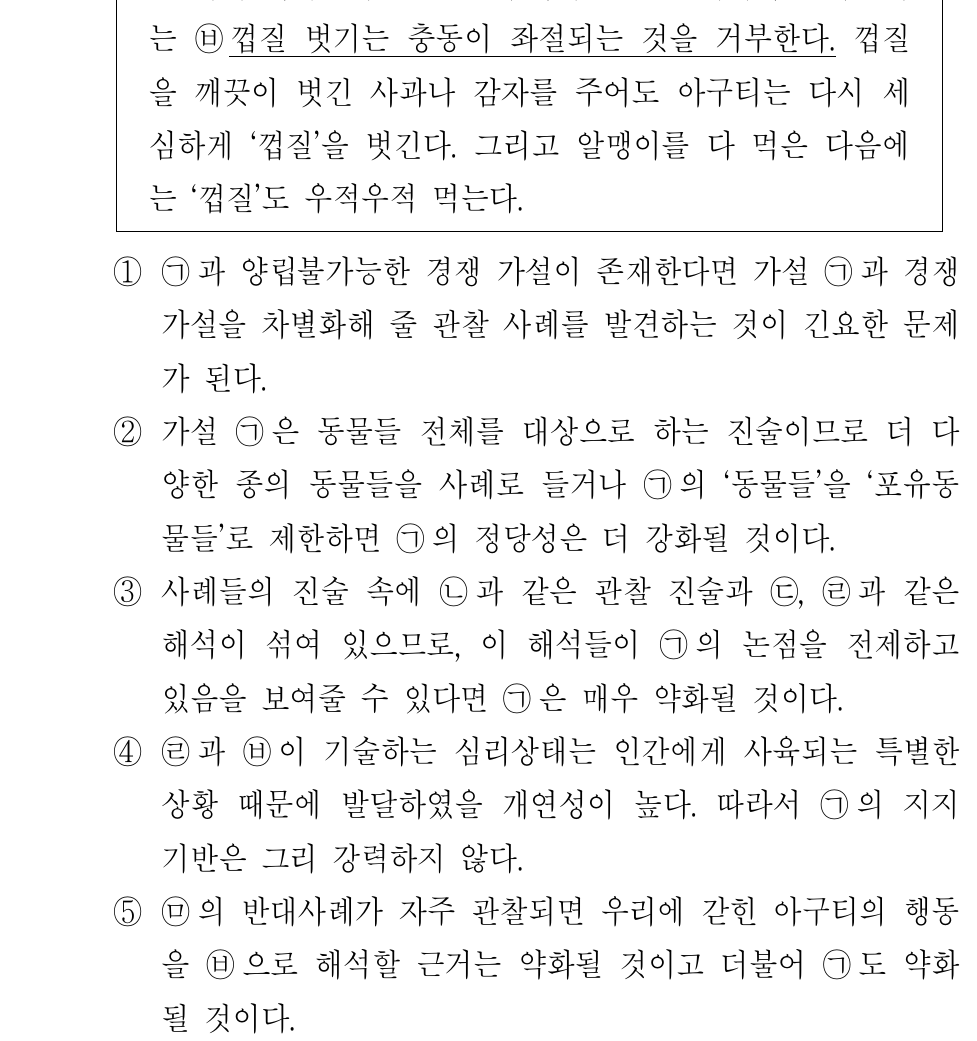 는 ㉥껍질 벗기는 충동이 좌절되는 것을 거부한다. 껍질
을 깨끗이 벗긴 사과나 감자를 주어도 아구티는 다시 세
심하게 ‘껍질’을 벗긴다. 그리고 알맹이를 다 먹은 다음에
는 ‘껍질’도 우적우적 먹는다.
① ㉠과 양립불가능한 경쟁 가설이 존재한다면 가설 ㉠과 경쟁
가설을 차별화해 줄 관찰 사례를 발견하는 것이 긴요한 문제
가 된다.
② 가설 ㉠은 동물들 전체를 대상으로 하는 진술이므로 더 다
양한 종의 동물들을 사례로 들거나 ㉠의 ‘동물들’을 ‘포유동
물들’로 제한하면 ㉠의 정당성은 더 강화될 것이다.
③ 사례들의 진술 속에 ㉡과 같은 관찰 진술과 ㉢, ㉣과 같은
해석이 섞여 있으므로, 이 해석들이 ㉠의 논점을 전제하고
있음을 보여줄 수 있다면 ㉠은 매우 약화될 것이다.
④ ㉣과 ㉥이 기술하는 심리상태는 인간에게 사육되는 특별한
상황 때문에 발달하였을 개연성이 높다. 따라서 ㉠의 지지
기반은 그리 강력하지 않다.
⑤ ㉤의 반대사례가 자주 관찰되면 우리에 갇힌 아구티의 행동
을 ㉥으로 해석할 근거는 약화될 것이고 더불어 ㉠도 약화
될 것이다.